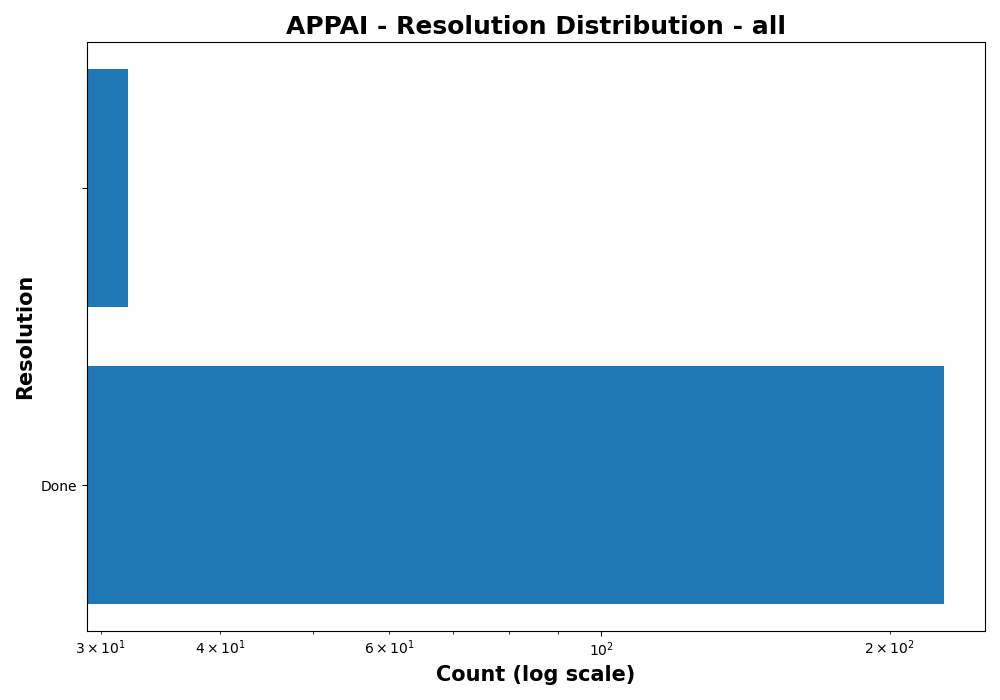 APPAI - Resolution Distribution - all
Resolution
Done
3 × 10¹
4 × 10¹
6 × 10¹
10²
2 × 10²
Count (log scale)